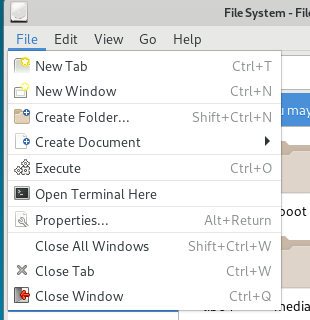 File System - File
File Edit View Go Help
New Tab Ctrl+T
New Window Ctrl+N
u may
Create Folder... Shift+Ctrl+N
Create Document
Execute Ctrl+O
Open Terminal Here
Properties... Alt+Return
boot
Close All Windows Shift+Ctrl+W
Close Tab Ctrl+W
Close Window Ctrl+Q
media